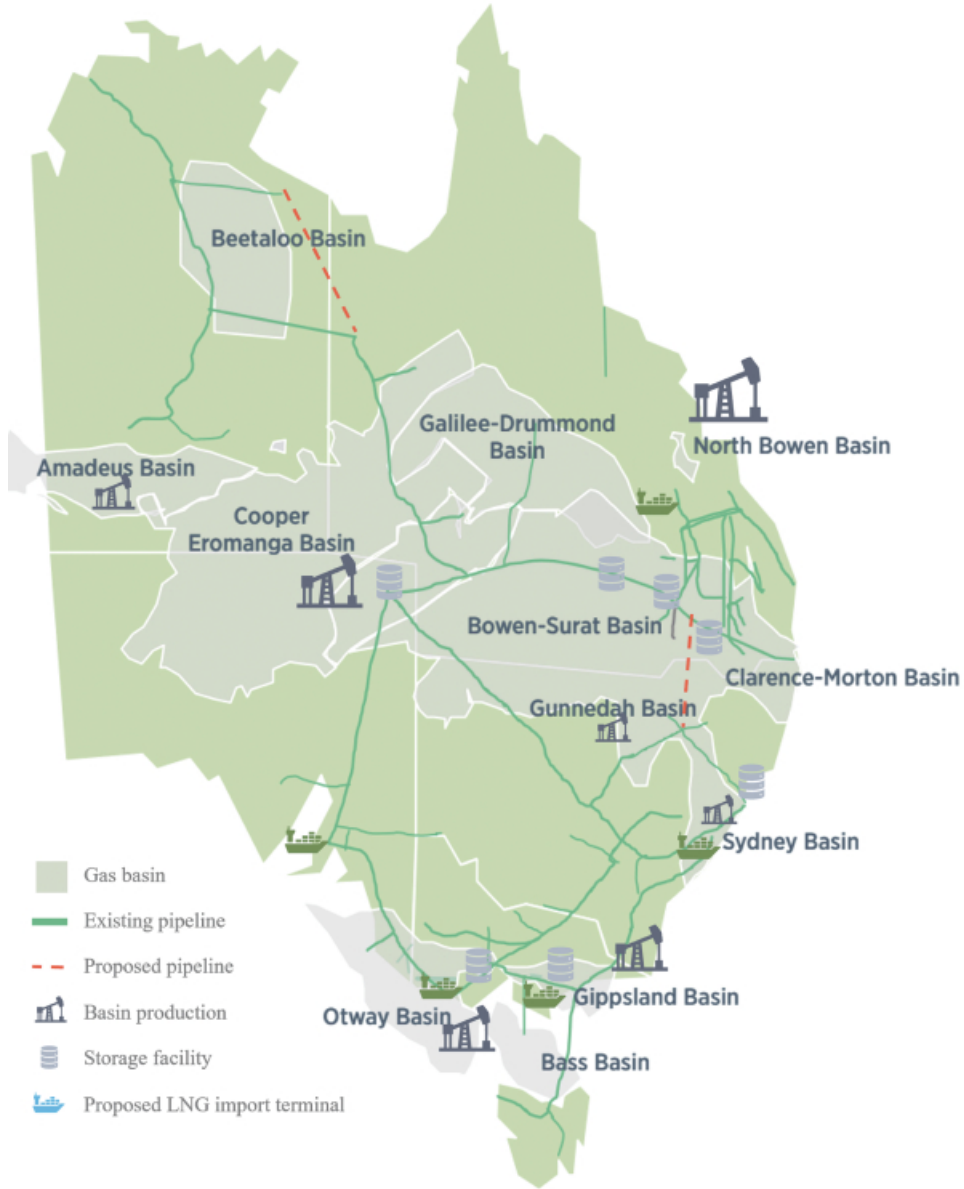 Beetaloo Basin
Galilee-Drummond
Basin
North Bowen Basin
Amadeus Basin
Cooper
Eromanga Basin
Bowen-Surat Basin
Clarence-Morton Basin
Gunnedah Basin
Sydney Basin
Gas basin
Existing pipeline
Proposed pipeline
Basin production
Storage facility
Proposed LNG import terminal
Gippsland Basin
Otway Basin
Bass Basin